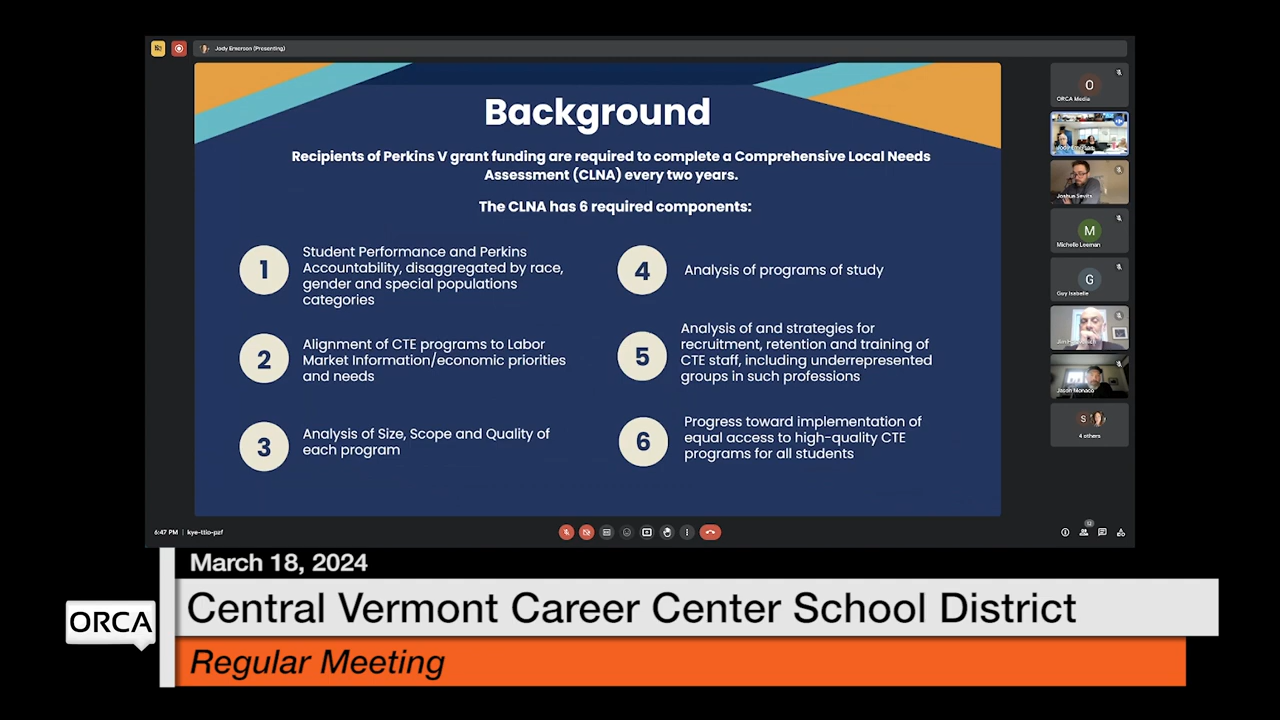 Jody Emerson (Presenting)
Background
Recipients of Perkins V grant funding are required to complete a Comprehensive Local Needs
Assessment (CLNA) every two years.
The CLNA has 6 required components:
1
Student Performance and Perkins
Accountability, disaggregated by race,
gender and special populations
categories
2
Alignment of CTE programs to Labor
Market Information/economic priorities
and needs
3
Analysis of Size, Scope and Quality of
each program
4
Analysis of programs of study
5
Analysis of and strategies for
recruitment, retention and training of
CTE staff, including underrepresented
groups in such professions
6
Progress toward implementation of
equal access to high-quality CTE
programs for all students
O
ORCA Media
Joshua Sevits
M
Michelle Leeman
G
Guy Isabelle
Jason Monaco
S
4 others
6:47 PM | kye-ttio-pzf
12
March 18, 2024
ORCA
Central Vermont Career Center School District
Regular Meeting